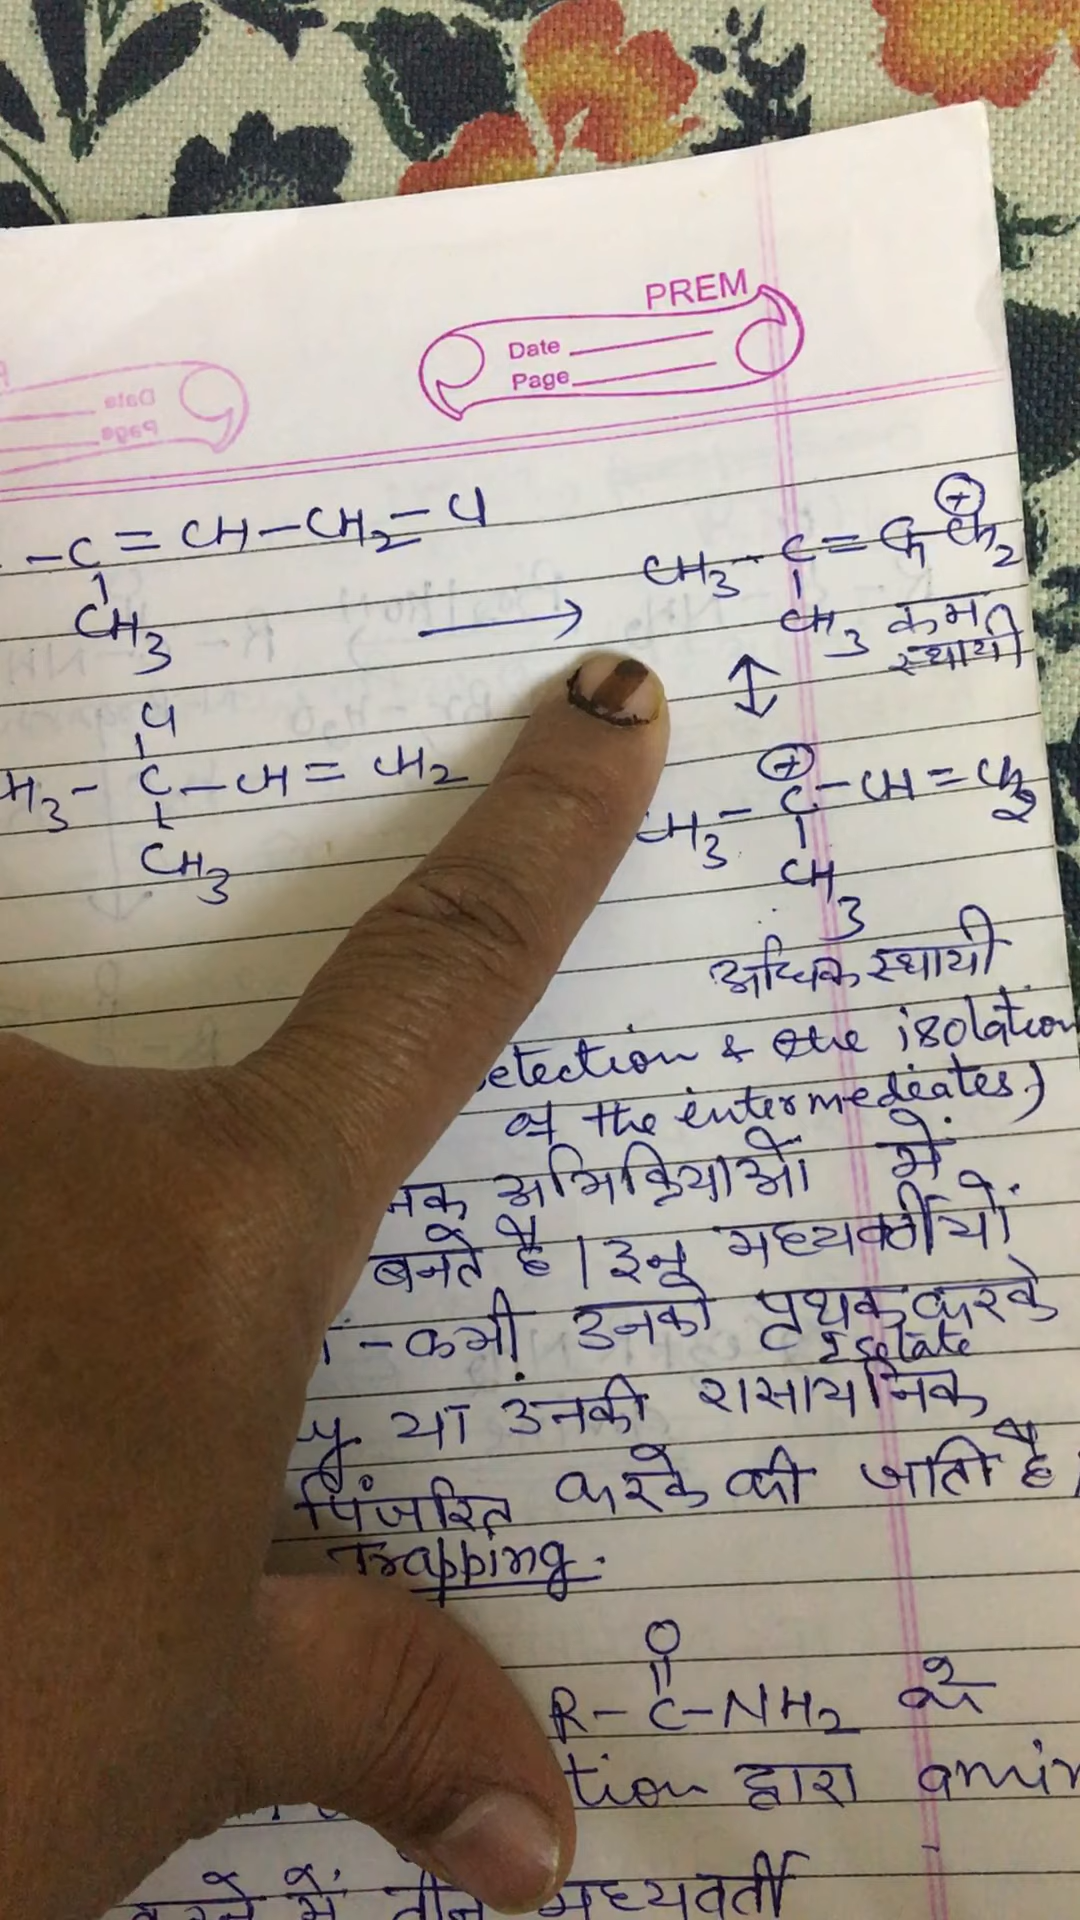 PREM
Date
Page
-C=CH-CH₂-Cl
CH₃
CH₃-C=CH-CH₂
+
CH₃ कम
स्थायी
Cl
H₃-C-CH=CH₂
CH₃
+
CH₃-C-CH=CH₂
CH₃
अधिक स्थायी
etection & the isolation
of the intermediates.)
नक अभिक्रियाओं में
बनते है। इन मध्यवर्तीयों
-कभी उनको पृथक करके
Isolate
या उनकी रासायनिक
पिंजरित करके की जाती है।
Trapping.
O
R-C-NH₂ के
tion द्वारा amin
करने में तीन मध्यवर्ती